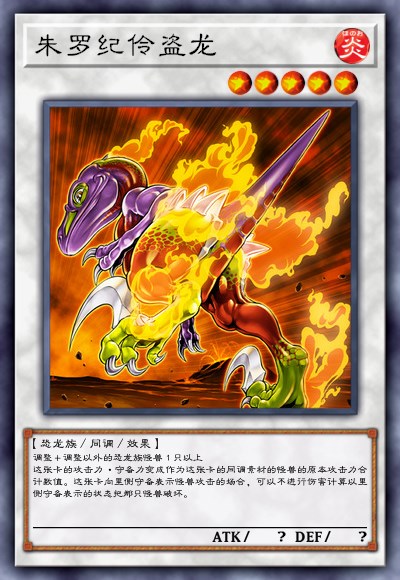 朱罗纪伶盗龙
ほのお
炎
【恐龙族／同调／效果】
调整＋调整以外的恐龙族怪兽１只以上
这张卡的攻击力·守备力变成作为这张卡的同调素材的怪兽的原本攻击力合
计数值。这张卡向里侧守备表示怪兽攻击的场合，可以不进行伤害计算以里
侧守备表示的状态把那只怪兽破坏。
ATK/ ? DEF/ ?